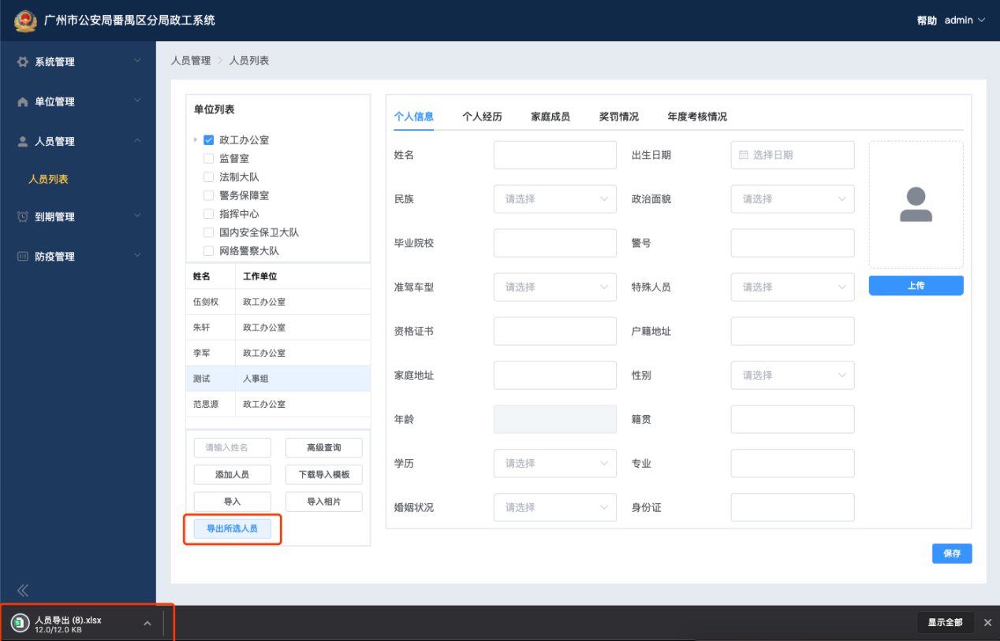 广州市公安局番禺区分局政工系统
帮助 admin
系统管理
单位管理
人员管理
人员列表
到期管理
防疫管理
人员管理 > 人员列表
单位列表
政工办公室
监督室
法制大队
警务保障室
指挥中心
国内安全保卫大队
网络警察大队
姓名 工作单位
伍剑权 政工办公室
朱轩 政工办公室
李军 政工办公室
测试 人事组
范思源 政工办公室
请输入姓名 高级查询
添加人员 下载导入模板
导入 导入相片
导出所选人员
个人信息 个人经历 家庭成员 奖罚情况 年度考核情况
姓名 出生日期 选择日期
民族 请选择 政治面貌 请选择
毕业院校 警号
准驾车型 请选择 特殊人员 请选择
资格证书 户籍地址
家庭地址 性别 请选择
年龄 籍贯
学历 请选择 专业
婚姻状况 请选择 身份证
上传
保存
人员导出 (8).xlsx
12.0/12.0 KB
显示全部